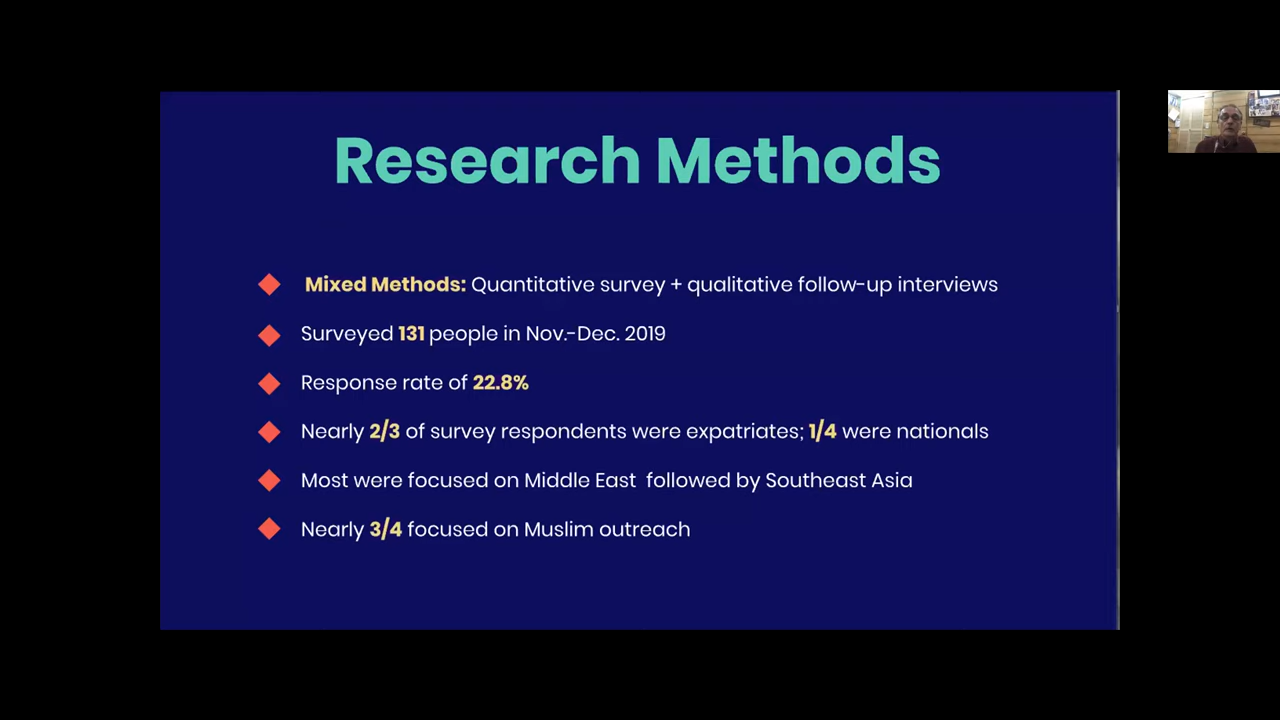 Research Methods
Mixed Methods: Quantitative survey + qualitative follow-up interviews
Surveyed 131 people in Nov.-Dec. 2019
Response rate of 22.8%
Nearly 2/3 of survey respondents were expatriates; 1/4 were nationals
Most were focused on Middle East  followed by Southeast Asia
Nearly 3/4 focused on Muslim outreach